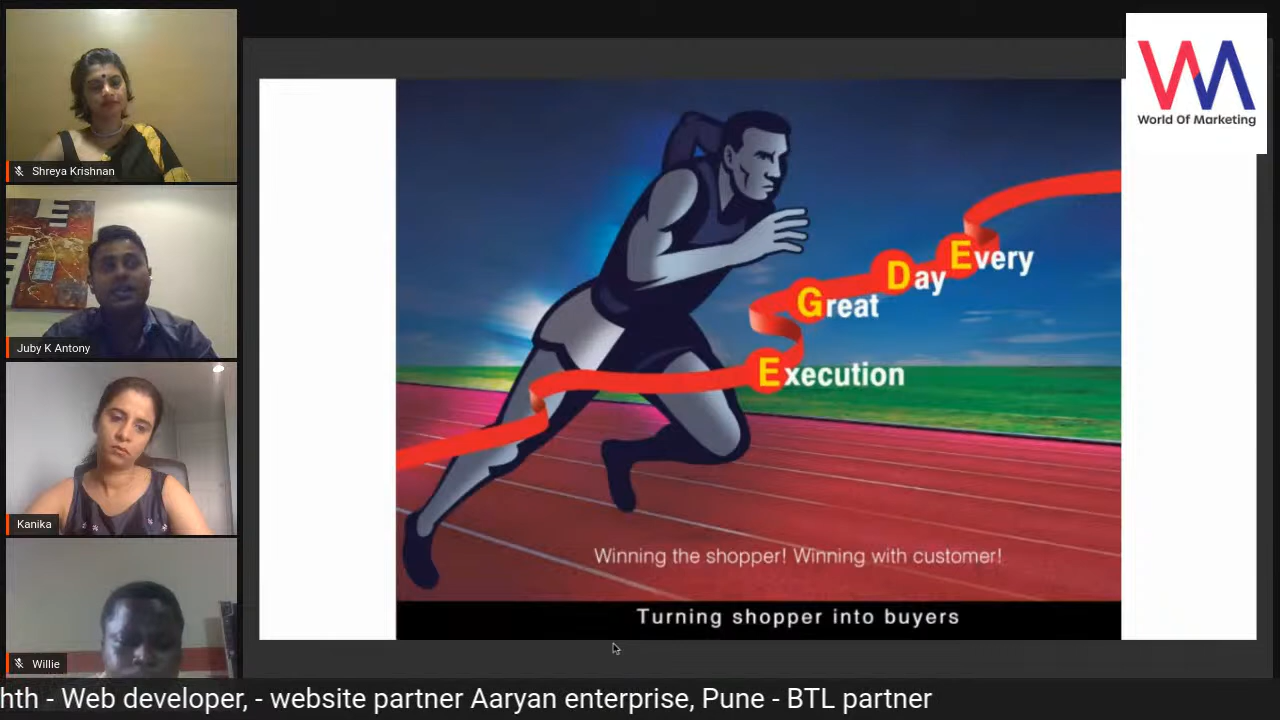 Shreya Krishnan
Juby K Antony
Kanika
Willie
World Of Marketing
Every
Day
Great
Execution
Winning the shopper! Winning with customer!
Turning shopper into buyers
hth - Web developer, - website partner Aaryan enterprise, Pune - BTL partner